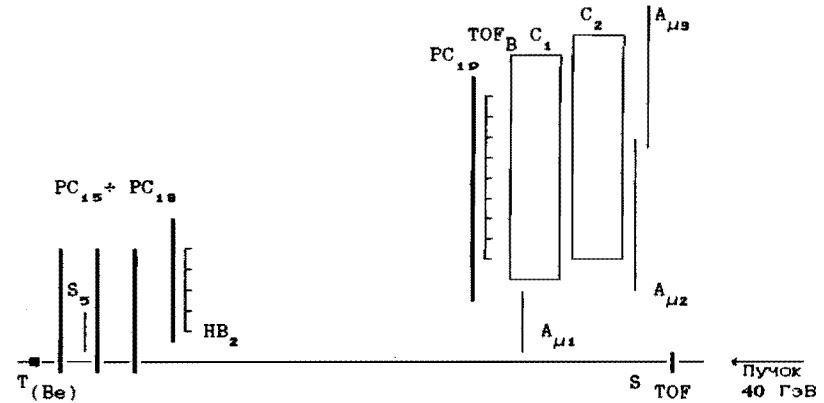 C₂
A_μ3
TOF_B
C₁
PC₁₉
PC₁₅÷ PC₁₈
S₅
HB₂
A_μ1
A_μ2
T(Be)
S TOF
Пучок
40 ГэВ